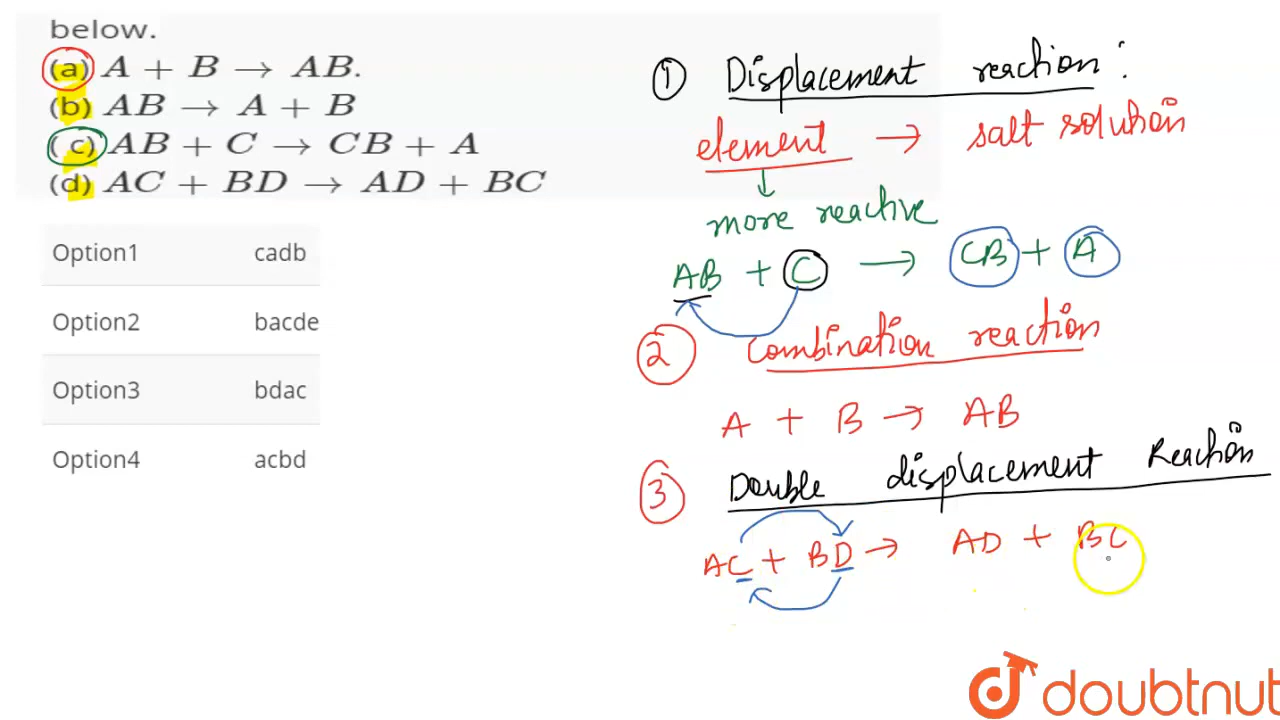 below.
(a) A + B → AB.
(b) AB → A + B
( c) AB + C → CB + A
(d) AC + BD → AD + BC
Option1 cadb
Option2 bacde
Option3 bdac
Option4 acbd
① Displacement reaction :
element → salt solution
↓
more reactive
AB + C → CB + A
② Combination reaction
A + B → AB
③ Double displacement Reaction
AC + BD → AD + BC
doubtnut